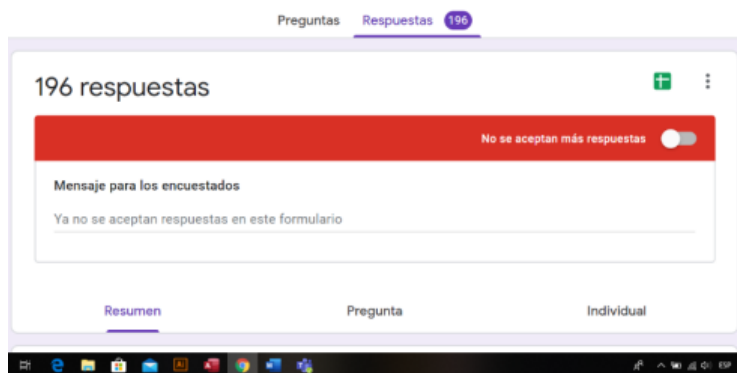 Preguntas Respuestas 196
196 respuestas
No se aceptan más respuestas
Mensaje para los encuestados
Ya no se aceptan respuestas en este formulario
Resumen Pregunta Individual
ESP